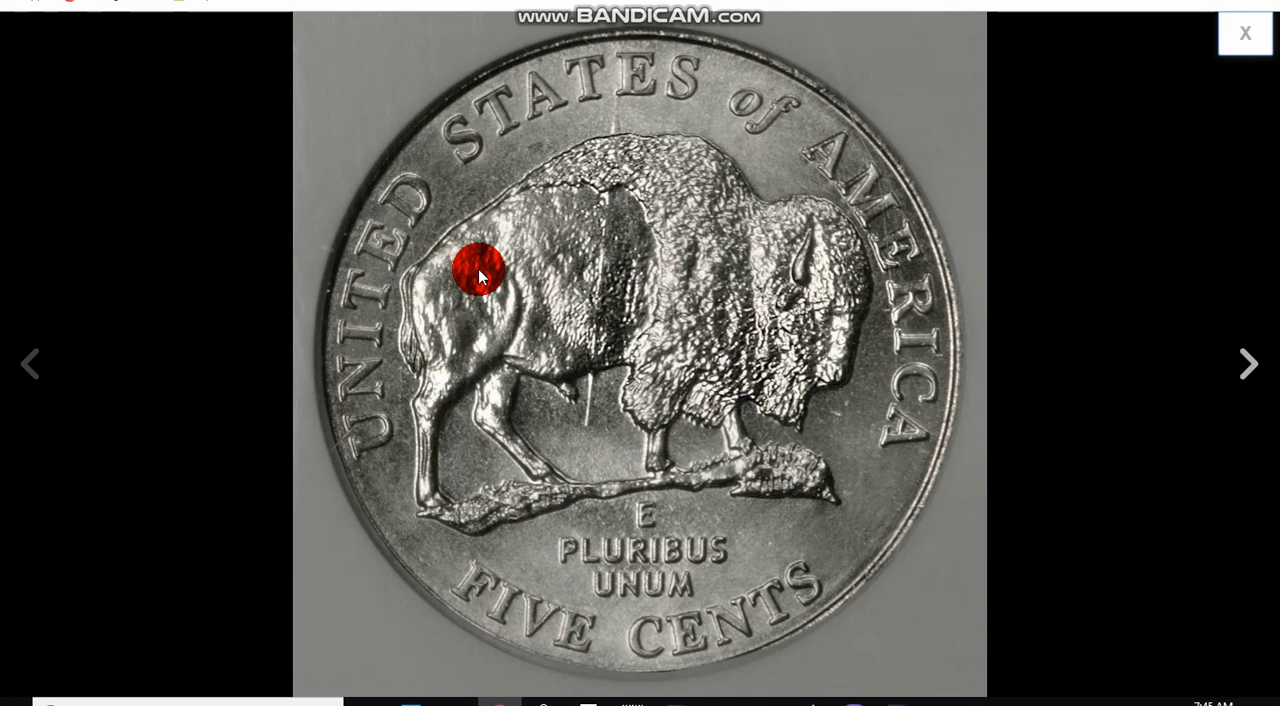 WWW.BANDICAM.COM
X
UNITED STATES of AMERICA
E
PLURIBUS
UNUM
FIVE CENTS